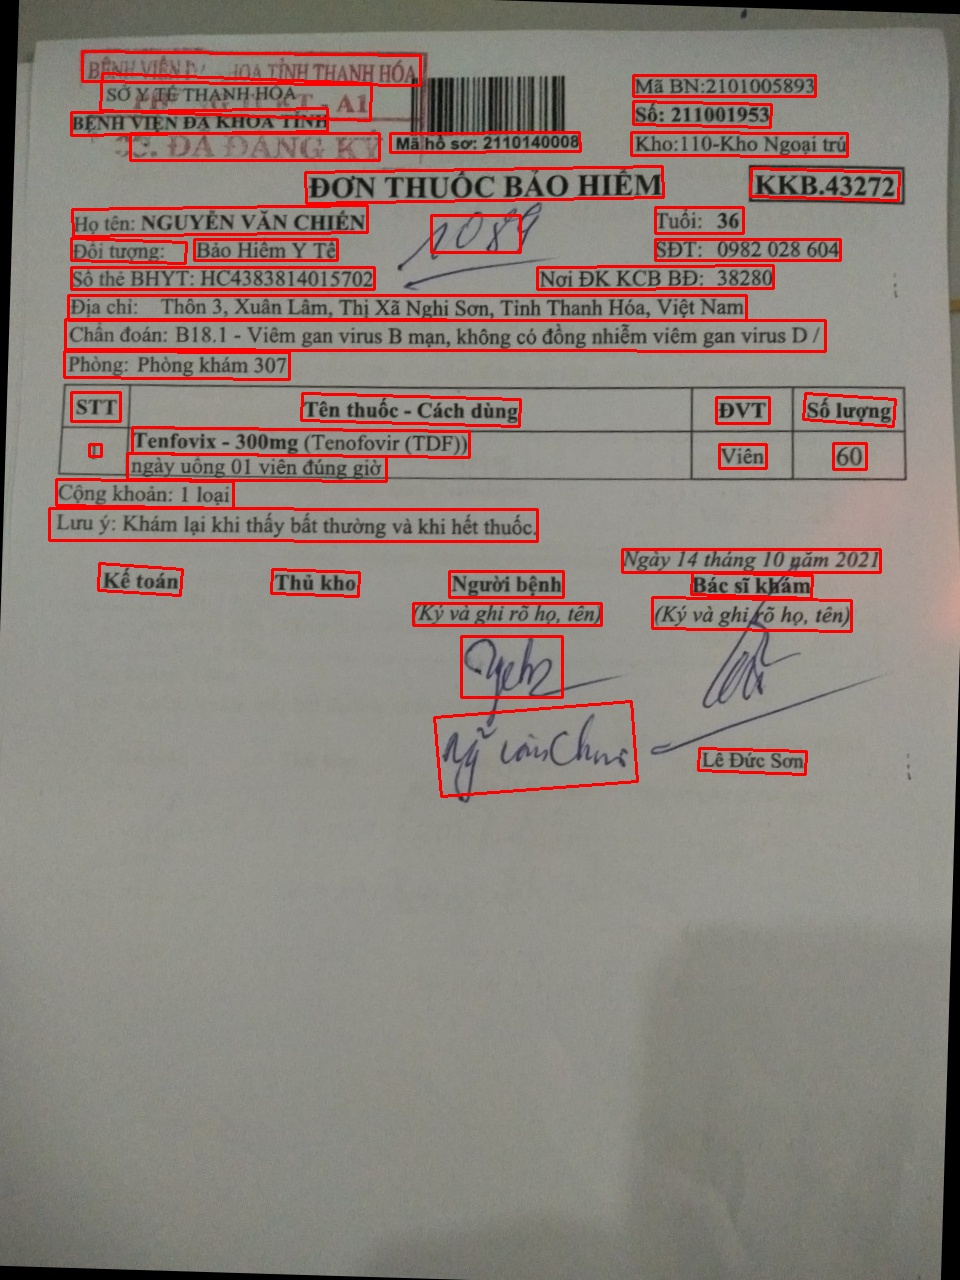 BỆNH VIỆN ĐA KHOA TỈNH THANH HÓA
SỞ Y TẾ THANH HÓA
- A1
BỆNH VIỆN ĐA KHOA TỈNH
ĐÃ ĐĂNG KÝ
Mã hồ sơ: 2110140008
Mã BN:2101005893
Số: 211001953
Kho:110-Kho Ngoại trú
ĐƠN THUỐC BẢO HIỂM
KKB.43272
Họ tên: NGUYỄN VĂN CHIẾN
Tuổi: 36
1089
Đối tượng: Bảo Hiểm Y Tế
SĐT: 0982 028 604
Số thẻ BHYT: HC4383814015702
Nơi ĐK KCB BĐ: 38280
Địa chỉ: Thôn 3, Xuân Lâm, Thị Xã Nghi Sơn, Tỉnh Thanh Hóa, Việt Nam
Chẩn đoán: B18.1 - Viêm gan virus B mạn, không có đồng nhiễm viêm gan virus D /
Phòng: Phòng khám 307
STT Tên thuốc - Cách dùng ĐVT Số lượng
1 Tenfovix - 300mg (Tenofovir (TDF)) Viên 60
ngày uống 01 viên đúng giờ
Cộng khoản: 1 loại
Lưu ý: Khám lại khi thấy bất thường và khi hết thuốc.
Ngày 14 tháng 10 năm 2021
Kế toán Thủ kho Người bệnh Bác sĩ khám
(Ký và ghi rõ họ, tên) (Ký và ghi rõ họ, tên)
Lê Đức Sơn